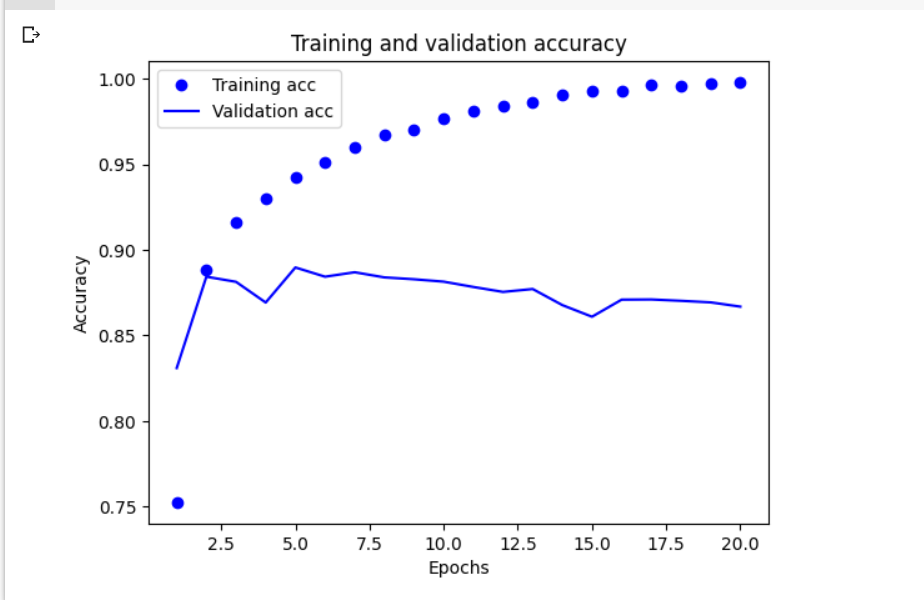 Training and validation accuracy
Training acc
Validation acc
1.00
0.95
0.90
0.85
0.80
0.75
Accuracy
2.5 5.0 7.5 10.0 12.5 15.0 17.5 20.0
Epochs